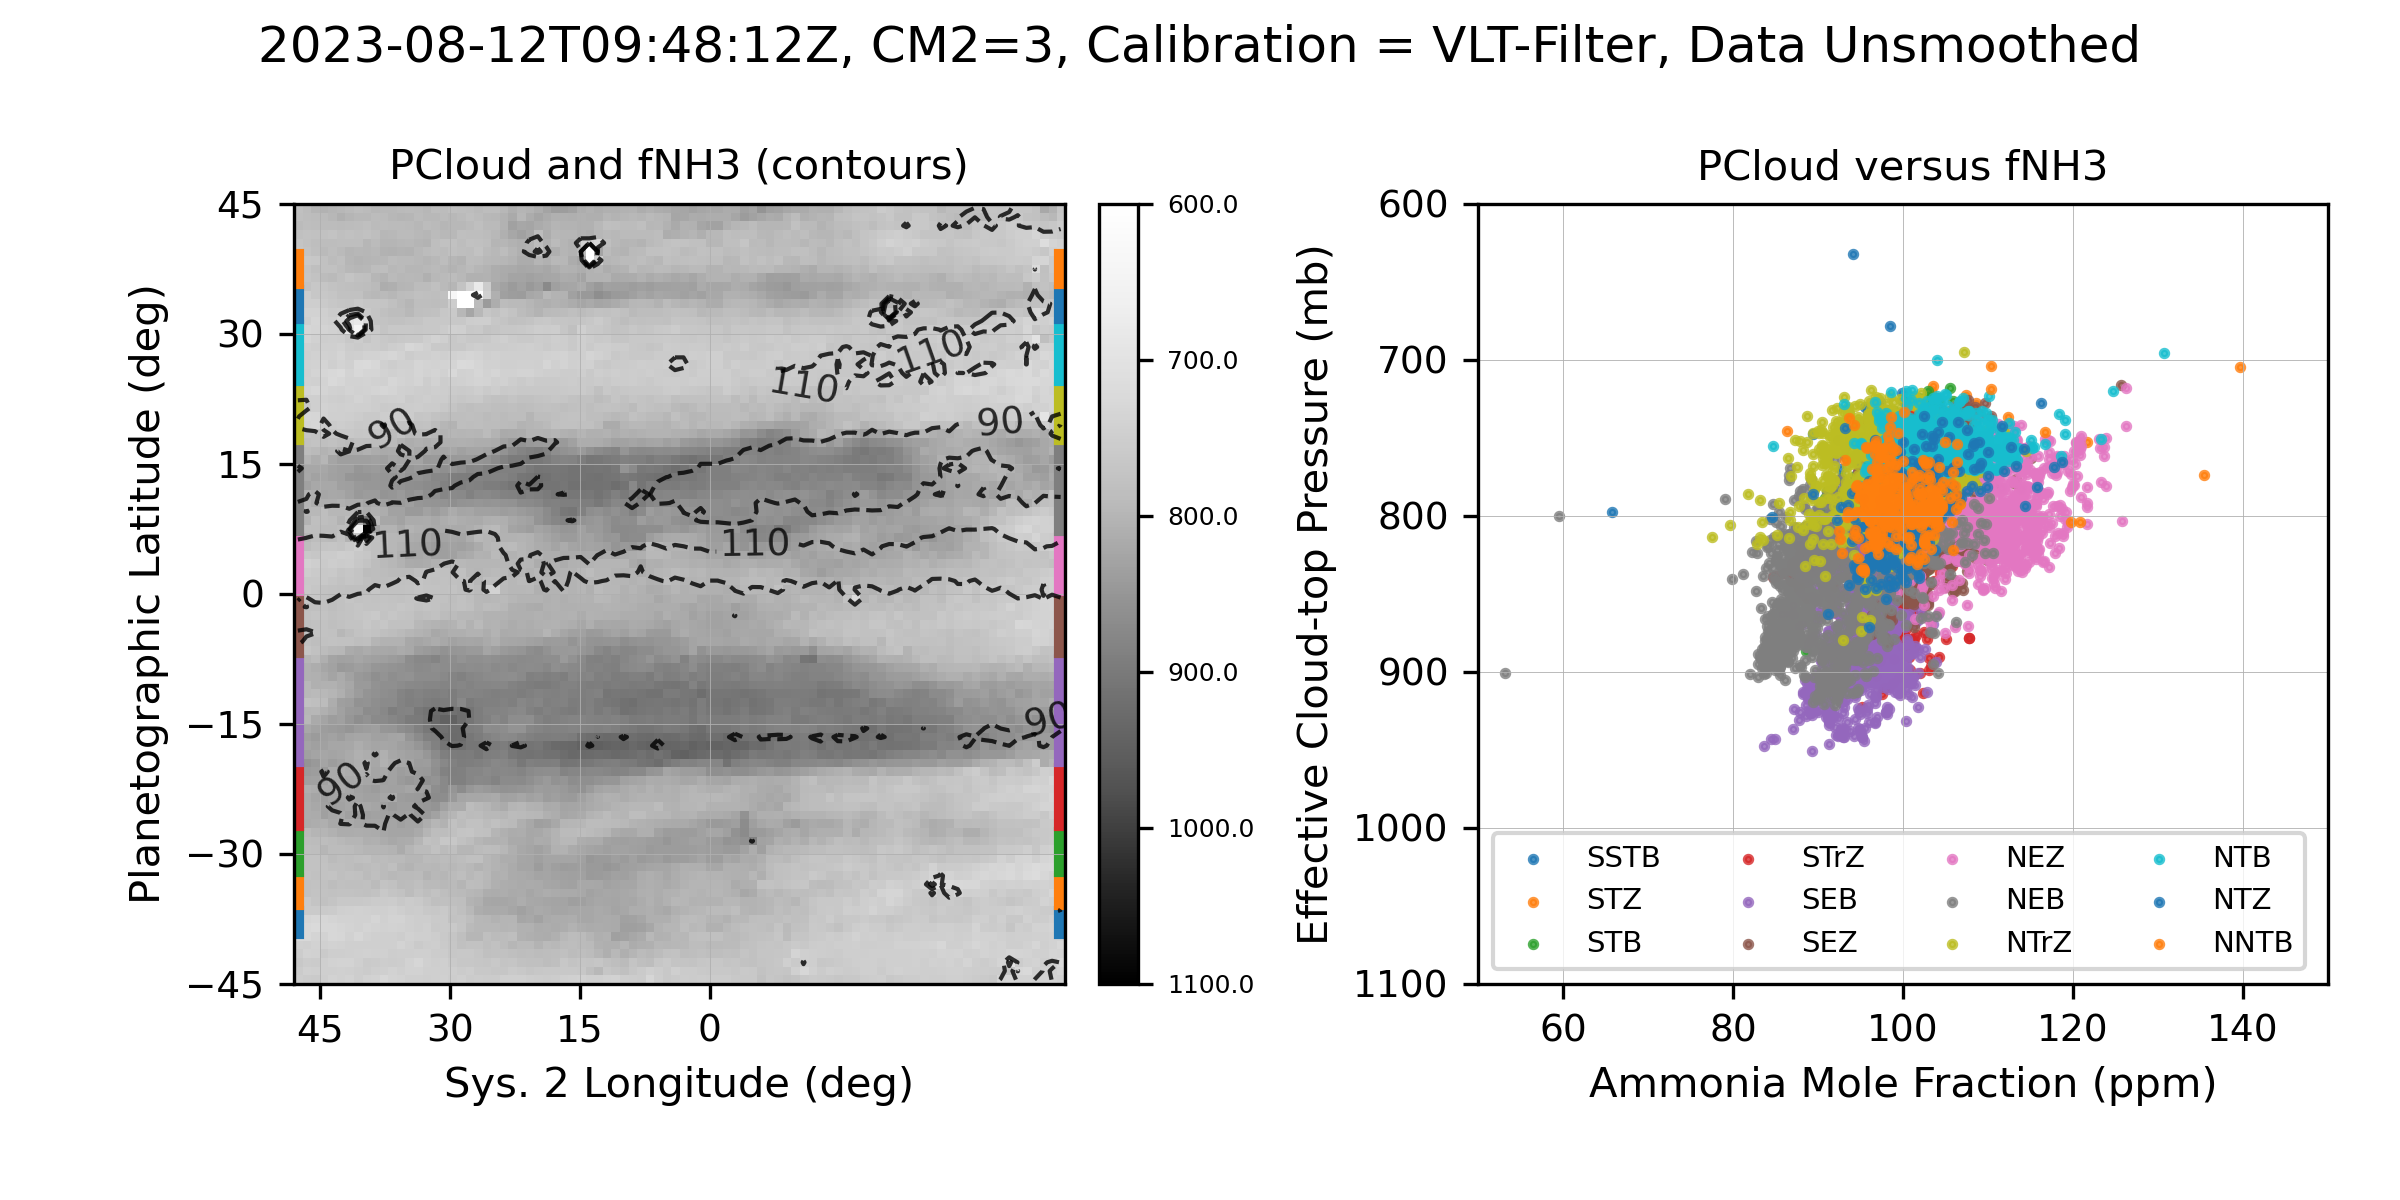 2023-08-12T09:48:12Z, CM2=3, Calibration = VLT-Filter, Data Unsmoothed
PCloud and fNH3 (contours)
Planetographic Latitude (deg)
45
30
15
0
−15
−30
−45
90
110
110
90
110
110
90
90
45
30
15
0
Sys. 2 Longitude (deg)
600.0
700.0
800.0
900.0
1000.0
1100.0
PCloud versus fNH3
Effective Cloud-top Pressure (mb)
600
700
800
900
1000
1100
SSTB
STZ
STB
STrZ
SEB
SEZ
NEZ
NEB
NTrZ
NTB
NTZ
NNTB
60
80
100
120
140
Ammonia Mole Fraction (ppm)